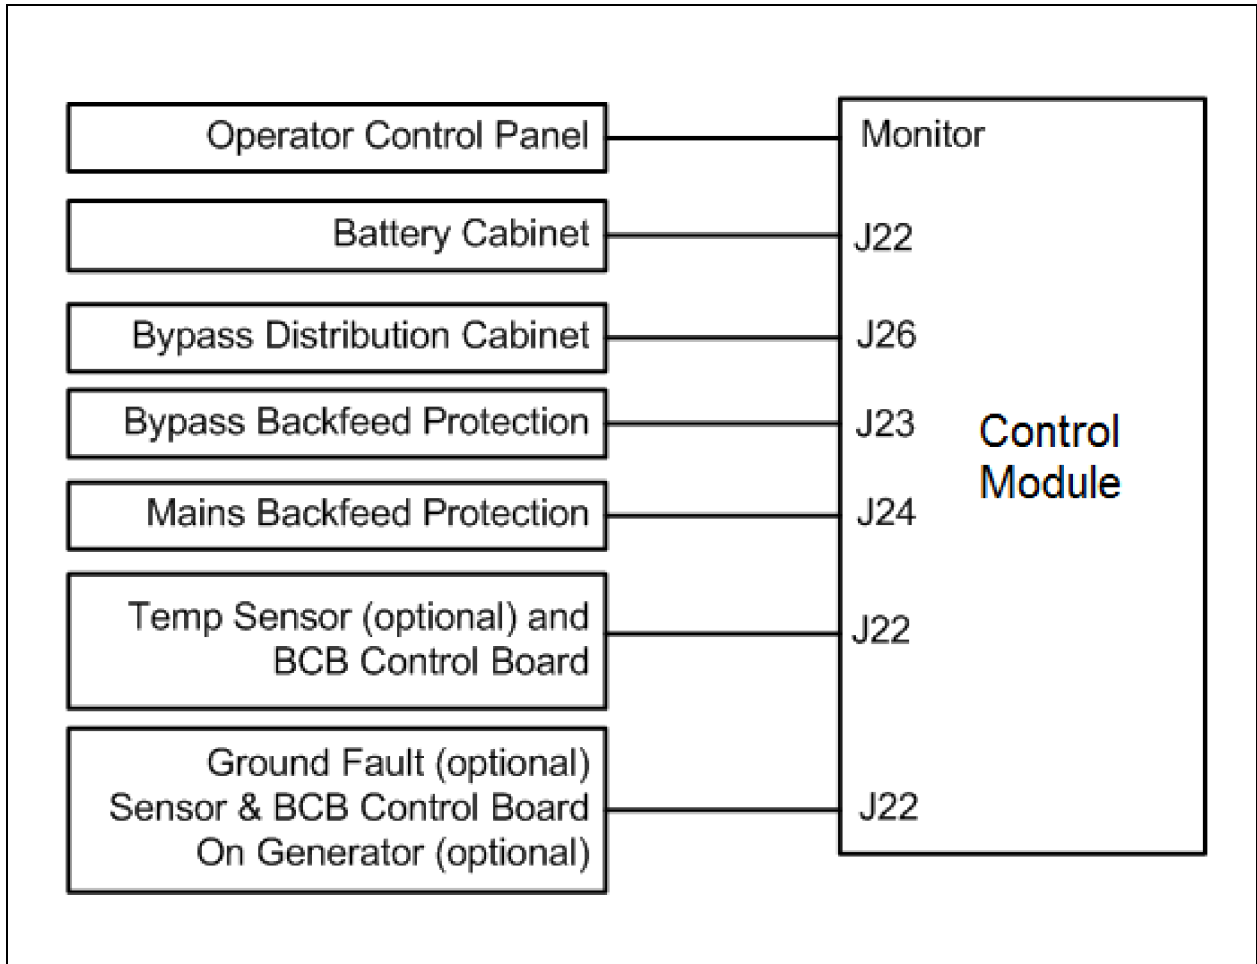 Operator Control Panel
Monitor
Battery Cabinet
J22
Bypass Distribution Cabinet
J26
Bypass Backfeed Protection
J23
Mains Backfeed Protection
J24
Control
Module
Temp Sensor (optional) and
BCB Control Board
J22
Ground Fault (optional)
Sensor & BCB Control Board
On Generator (optional)
J22